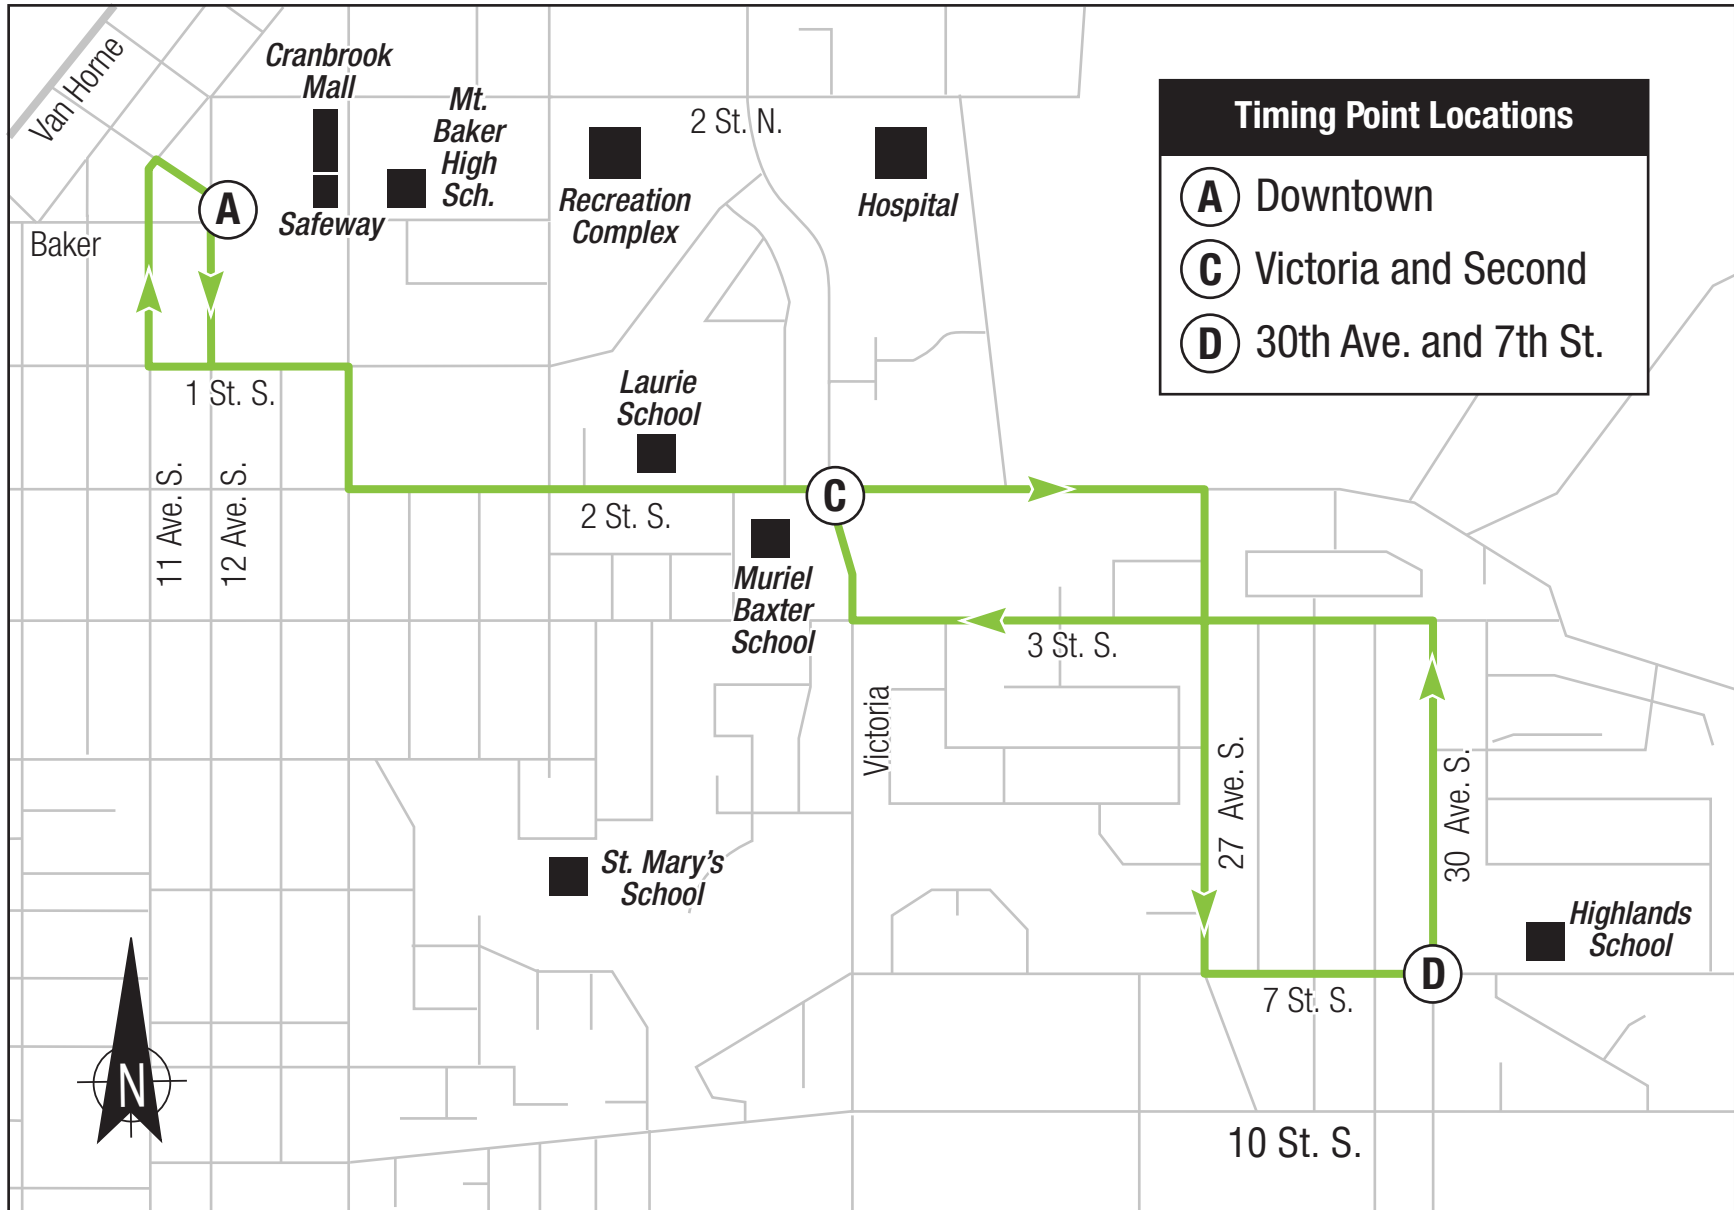 Van Horne
Cranbrook
Mall
Mt.
Baker
High
Sch.
Safeway
2 St. N.
Recreation
Complex
Hospital
Timing Point Locations
A Downtown
C Victoria and Second
D 30th Ave. and 7th St.
A
Baker
1 St. S.
Laurie
School
11 Ave. S.
12 Ave. S.
2 St. S.
C
Muriel
Baxter
School
3 St. S.
Victoria
27 Ave. S.
30 Ave. S.
St. Mary's
School
Highlands
School
D
7 St. S.
N
10 St. S.